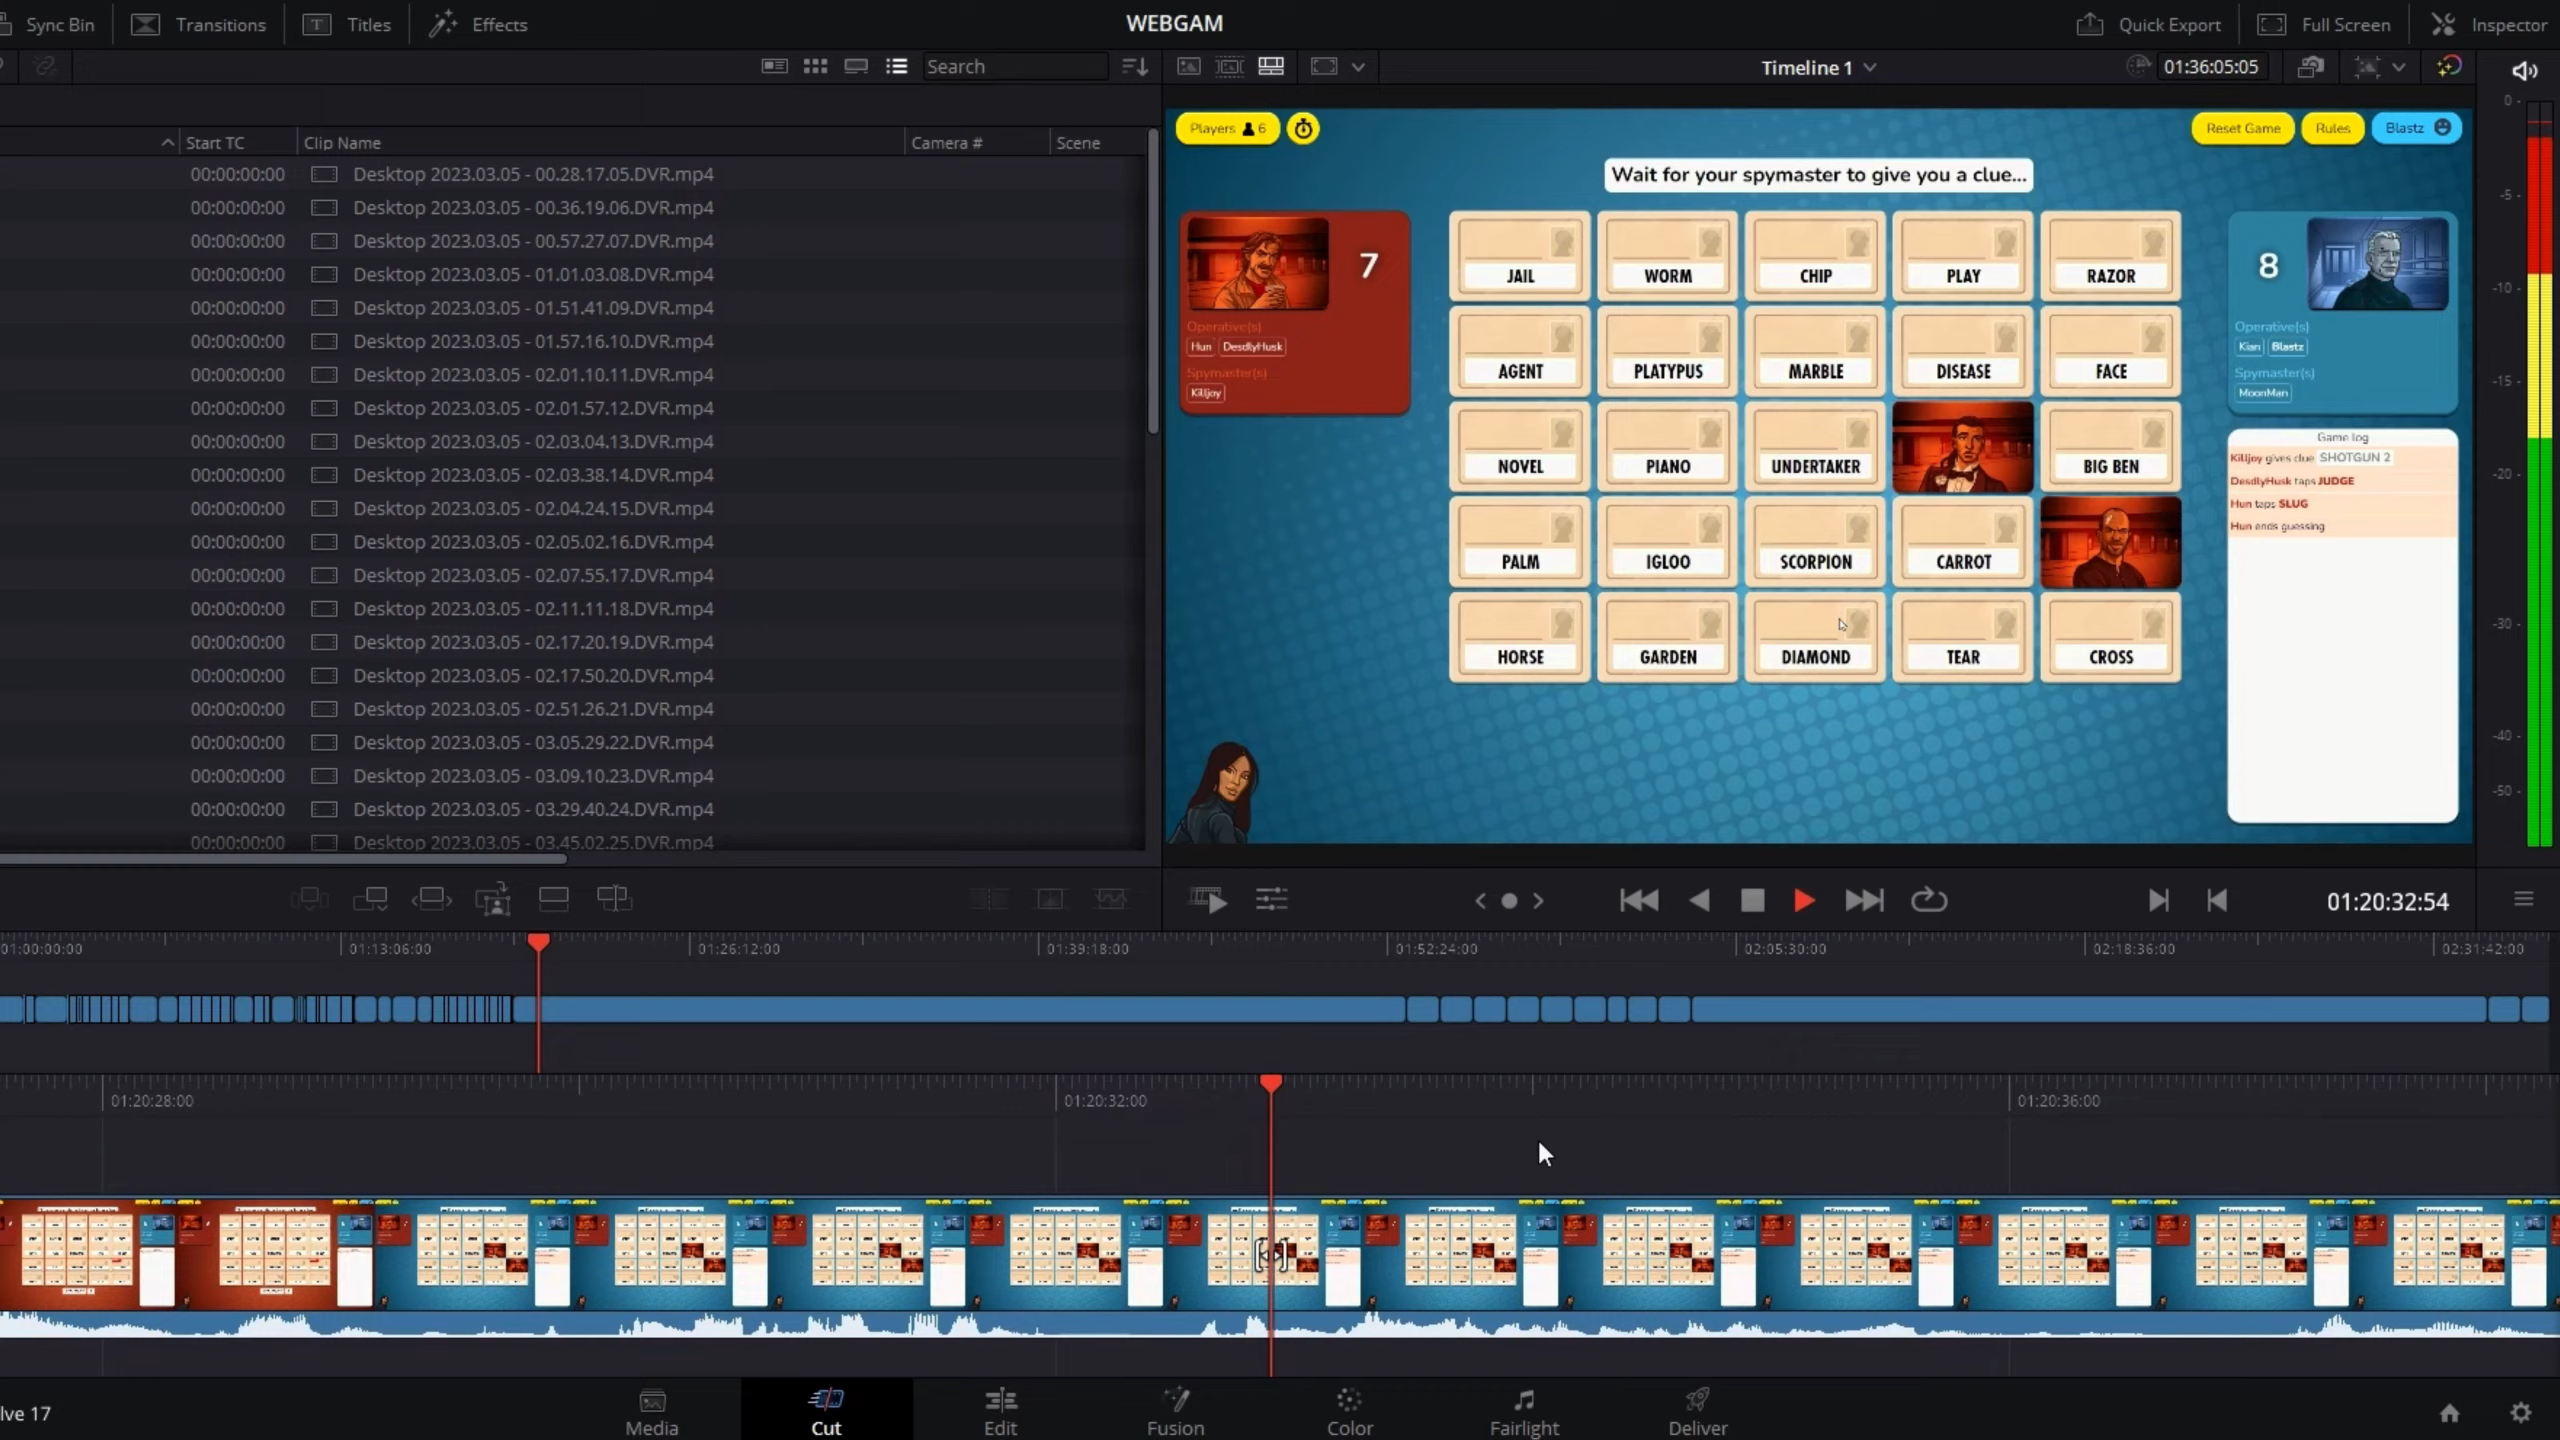 Sync Bin Transitions Titles Effects WEBGAM Quick Export Full Screen Inspector
Search Timeline 1 01:36:05:05
Start TC Clip Name Camera # Scene
00:00:00:00 Desktop 2023.03.05 - 00.28.17.05.DVR.mp4
00:00:00:00 Desktop 2023.03.05 - 00.36.19.06.DVR.mp4
00:00:00:00 Desktop 2023.03.05 - 00.57.27.07.DVR.mp4
00:00:00:00 Desktop 2023.03.05 - 01.01.03.08.DVR.mp4
00:00:00:00 Desktop 2023.03.05 - 01.51.41.09.DVR.mp4
00:00:00:00 Desktop 2023.03.05 - 01.57.16.10.DVR.mp4
00:00:00:00 Desktop 2023.03.05 - 02.01.10.11.DVR.mp4
00:00:00:00 Desktop 2023.03.05 - 02.01.57.12.DVR.mp4
00:00:00:00 Desktop 2023.03.05 - 02.03.04.13.DVR.mp4
00:00:00:00 Desktop 2023.03.05 - 02.03.38.14.DVR.mp4
00:00:00:00 Desktop 2023.03.05 - 02.04.24.15.DVR.mp4
00:00:00:00 Desktop 2023.03.05 - 02.05.02.16.DVR.mp4
00:00:00:00 Desktop 2023.03.05 - 02.07.55.17.DVR.mp4
00:00:00:00 Desktop 2023.03.05 - 02.11.11.18.DVR.mp4
00:00:00:00 Desktop 2023.03.05 - 02.17.20.19.DVR.mp4
00:00:00:00 Desktop 2023.03.05 - 02.17.50.20.DVR.mp4
00:00:00:00 Desktop 2023.03.05 - 02.51.26.21.DVR.mp4
00:00:00:00 Desktop 2023.03.05 - 03.05.29.22.DVR.mp4
00:00:00:00 Desktop 2023.03.05 - 03.09.10.23.DVR.mp4
00:00:00:00 Desktop 2023.03.05 - 03.29.40.24.DVR.mp4
00:00:00:00 Desktop 2023.03.05 - 03.45.02.25.DVR.mp4
Players 6 Reset Game Rules Blastz
Wait for your spymaster to give you a clue...
7
Operative(s)
Hun DesdlyHusk
Spymaster(s)
Killjoy
JAIL WORM CHIP PLAY RAZOR
AGENT PLATYPUS MARBLE DISEASE FACE
NOVEL PIANO UNDERTAKER BIG BEN
PALM IGLOO SCORPION CARROT
HORSE GARDEN DIAMOND TEAR CROSS
8
Operative(s)
Kian Blastz
Spymaster(s)
MoonMan
Game log
Killjoy gives clue SHOTGUN 2
DesdlyHusk taps JUDGE
Hun taps SLUG
Hun ends guessing
0
-5
-10
-15
-20
-30
-40
-50
01:20:32:54
01:00:00:00 01:13:06:00 01:26:12:00 01:39:18:00 01:52:24:00 02:05:30:00 02:18:36:00 02:31:42:00
01:20:28:00 01:20:32:00 01:20:36:00
lve 17 Media Cut Edit Fusion Color Fairlight Deliver